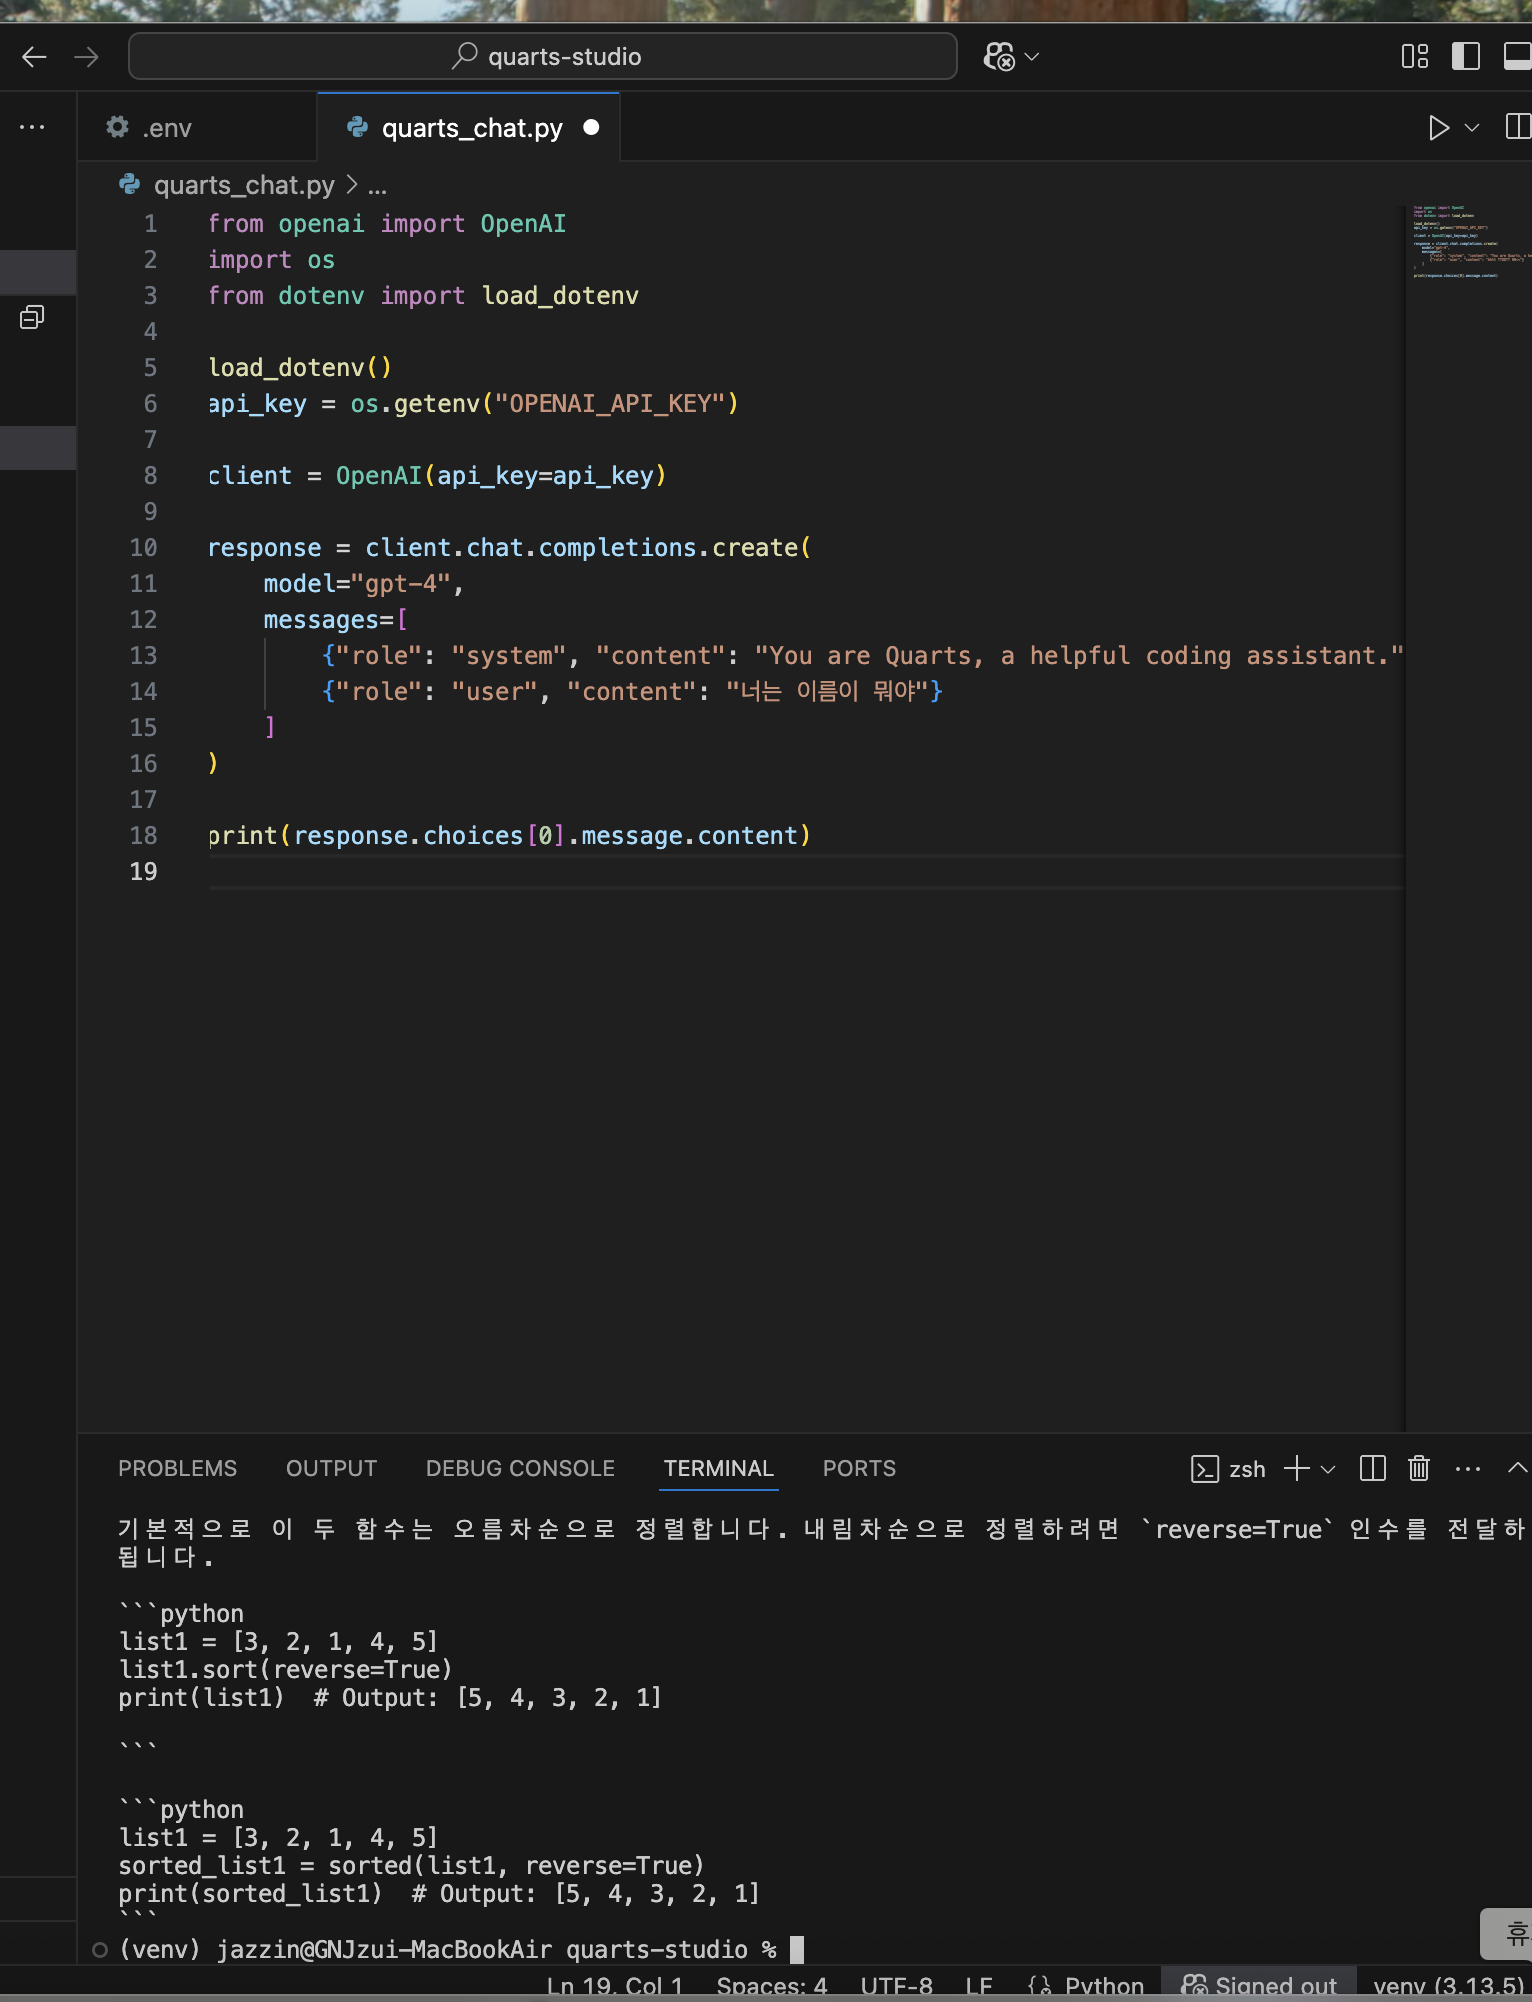 quarts-studio
.env
quarts_chat.py
quarts_chat.py > ...
1 from openai import OpenAI
2 import os
3 from dotenv import load_dotenv
4
5 load_dotenv()
6 api_key = os.getenv("OPENAI_API_KEY")
7
8 client = OpenAI(api_key=api_key)
9
10 response = client.chat.completions.create(
11     model="gpt-4",
12     messages=[
13         {"role": "system", "content": "You are Quarts, a helpful coding assistant."
14         {"role": "user", "content": "너는 이름이 뭐야"}
15     ]
16 )
17
18 print(response.choices[0].message.content)
19
PROBLEMS OUTPUT DEBUG CONSOLE TERMINAL PORTS zsh
기본적으로 이 두 함수는 오름차순으로 정렬합니다. 내림차순으로 정렬하려면 `reverse=True` 인수를 전달하
됩니다.
```python
list1 = [3, 2, 1, 4, 5]
list1.sort(reverse=True)
print(list1)  # Output: [5, 4, 3, 2, 1]
```
```python
list1 = [3, 2, 1, 4, 5]
sorted_list1 = sorted(list1, reverse=True)
print(sorted_list1)  # Output: [5, 4, 3, 2, 1]
```
(venv) jazzin@GNJzui-MacBookAir quarts-studio %
휴
Ln 19, Col 1 Spaces: 4 UTF-8 LF Python Signed out venv (3.13.5)